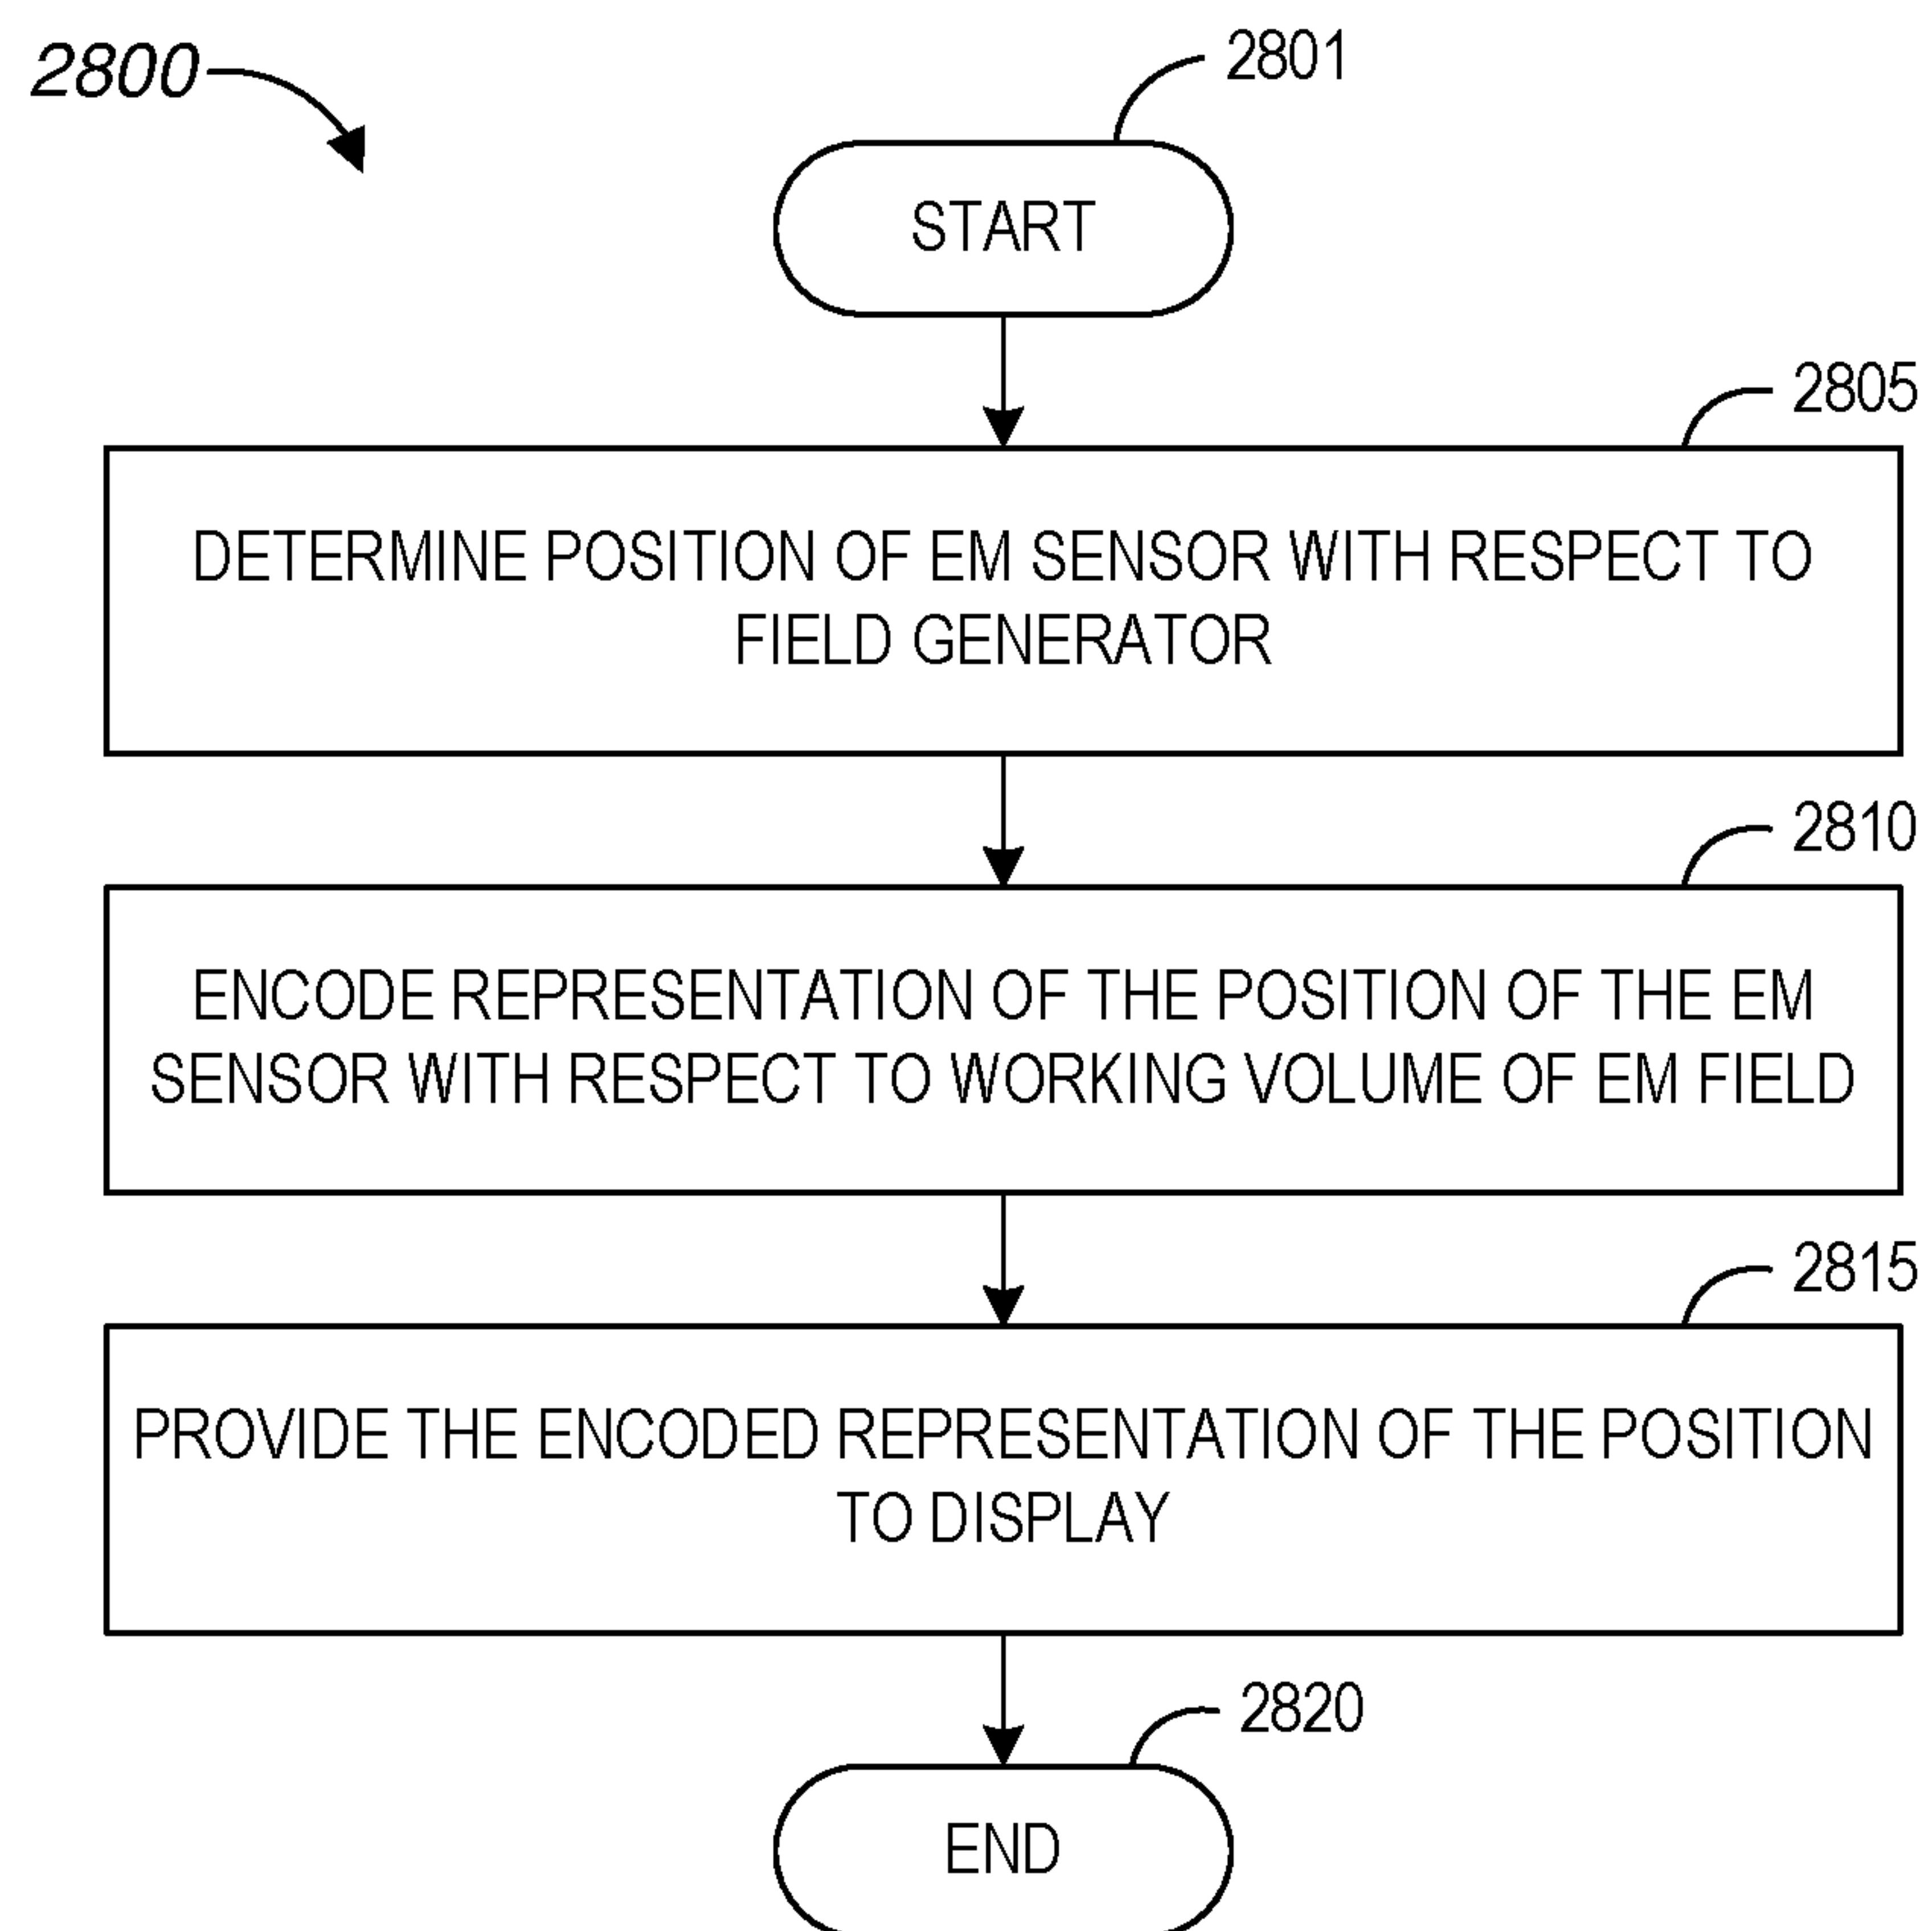 2800
2801
START
2805
DETERMINE POSITION OF EM SENSOR WITH RESPECT TO
FIELD GENERATOR
2810
ENCODE REPRESENTATION OF THE POSITION OF THE EM
SENSOR WITH RESPECT TO WORKING VOLUME OF EM FIELD
2815
PROVIDE THE ENCODED REPRESENTATION OF THE POSITION
TO DISPLAY
2820
END